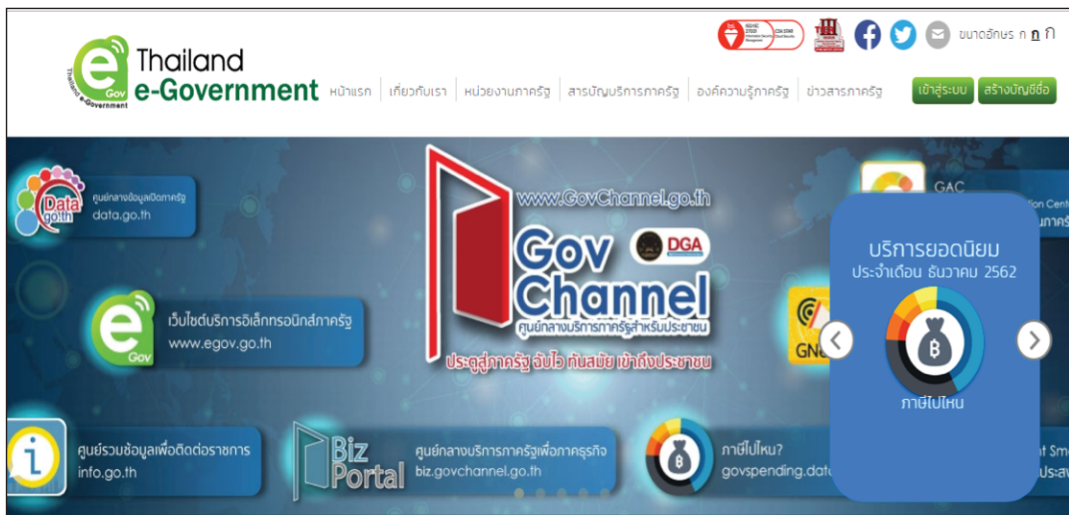 ขนาดอักษร ก ก ก
Thailand
e-Government
Gov
Thailand e-Government
หน้าแรก
เกี่ยวกับเรา
หน่วยงานภาครัฐ
สารบัญบริการภาครัฐ
องค์ความรู้ภาครัฐ
ข่าวสารภาครัฐ
เข้าสู่ระบบ
สร้างบัญชีชื่อ
Data
go.th
ศูนย์กลางข้อมูลเปิดภาครัฐ
data.go.th
www.GovChannel.go.th
Gov
DGA
Channel
ศูนย์กลางบริการภาครัฐสำหรับประชาชน
ประตูสู่ภาครัฐ ฉับไว ทันสมัย เข้าถึงประชาชน
GAC
บริการยอดนิยม
ประจำเดือน ธันวาคม 2562
ภาษีไปไหน
e
Gov
เว็บไซต์บริการอิเล็กทรอนิกส์ภาครัฐ
www.egov.go.th
i
ศูนย์รวมข้อมูลเพื่อติดต่อราชการ
info.go.th
Biz
Portal
ศูนย์กลางบริการภาครัฐเพื่อภาคธุรกิจ
biz.govchannel.go.th
ภาษีไปไหน?
govspending.data